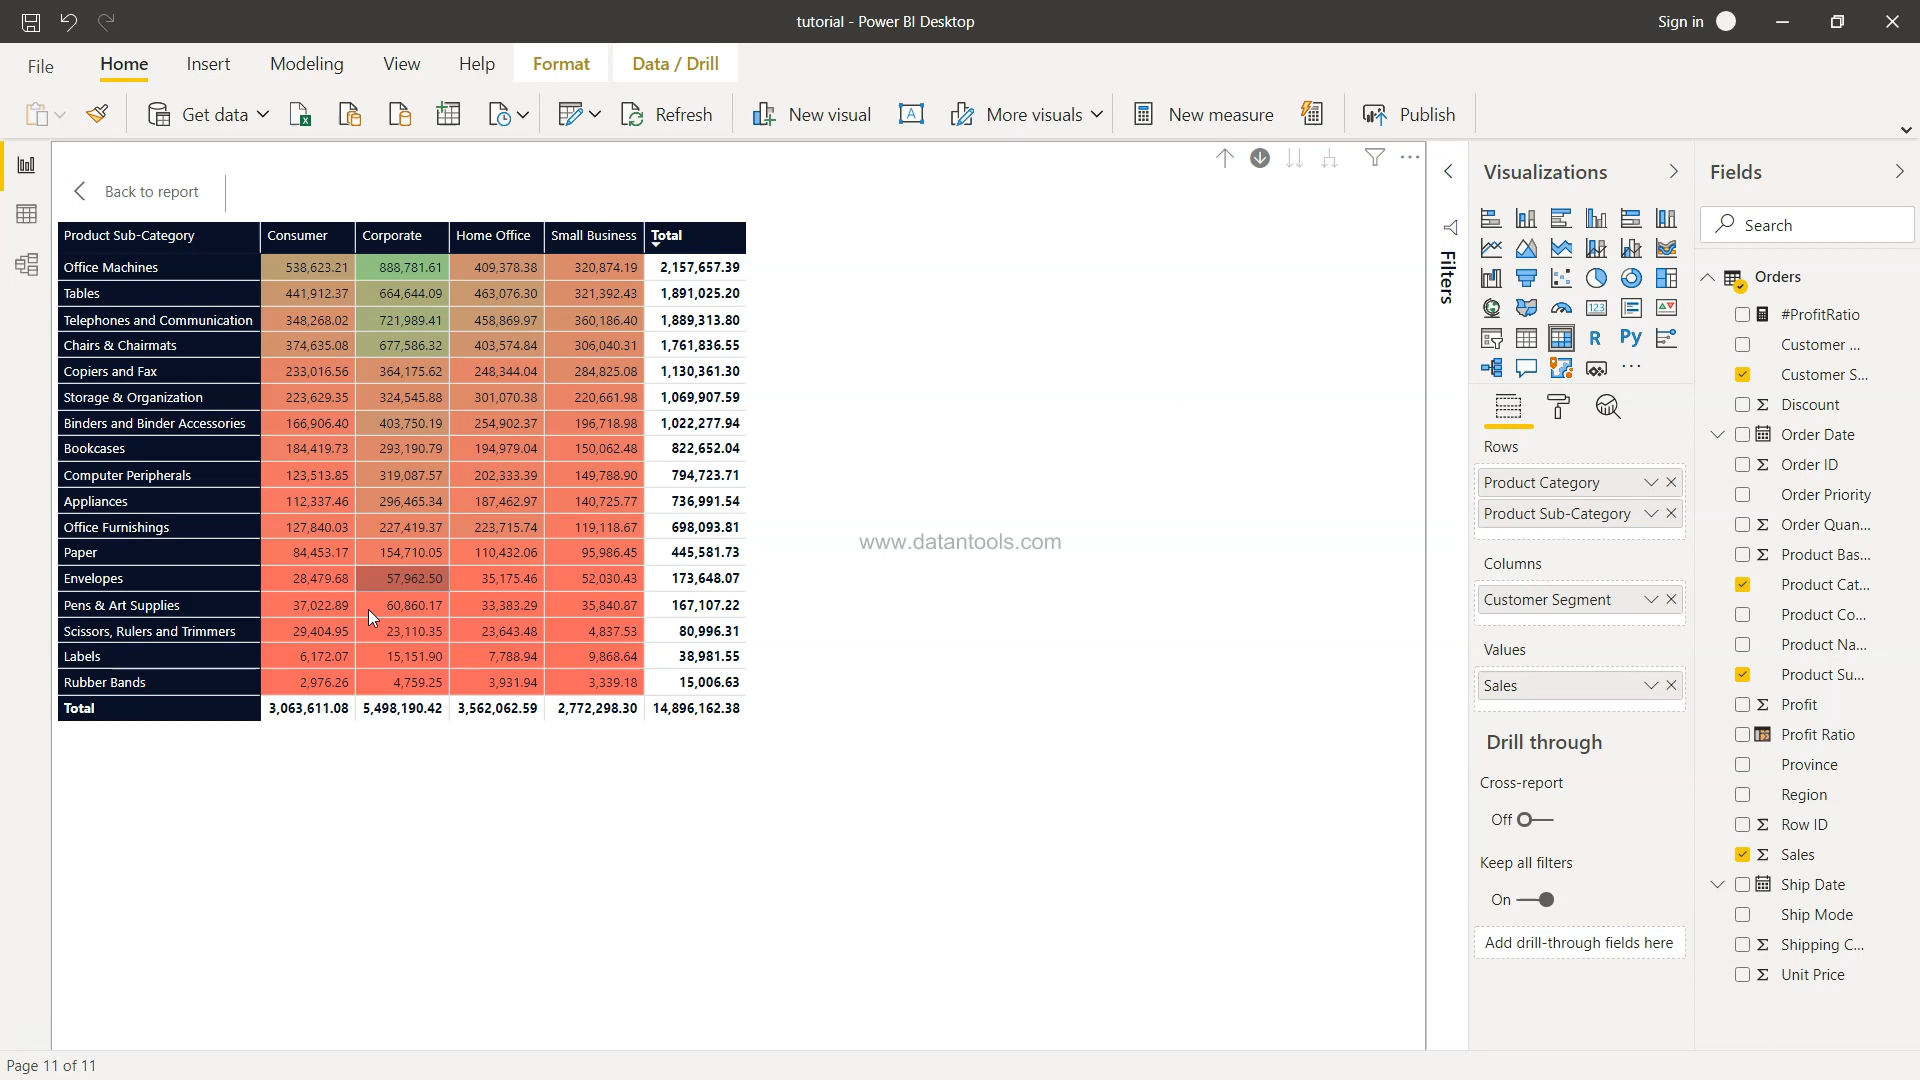 tutorial - Power BI Desktop
Sign in
File Home Insert Modeling View Help Format Data / Drill
Get data Refresh New visual More visuals New measure Publish
Back to report
Product Sub-Category Consumer Corporate Home Office Small Business Total
Office Machines 538,623.21 888,781.61 409,378.38 320,874.19 2,157,657.39
Tables 441,912.37 664,644.09 463,076.30 321,392.43 1,891,025.20
Telephones and Communication 348,268.02 721,989.41 458,869.97 360,186.40 1,889,313.80
Chairs & Chairmats 374,635.08 677,586.32 403,574.84 306,040.31 1,761,836.55
Copiers and Fax 233,016.56 364,175.62 248,344.04 284,825.08 1,130,361.30
Storage & Organization 223,629.35 324,545.88 301,070.38 220,661.98 1,069,907.59
Binders and Binder Accessories 166,906.40 403,750.19 254,902.37 196,718.98 1,022,277.94
Bookcases 184,419.73 293,190.79 194,979.04 150,062.48 822,652.04
Computer Peripherals 123,513.85 319,087.57 202,333.39 149,788.90 794,723.71
Appliances 112,337.46 296,465.34 187,462.97 140,725.77 736,991.54
Office Furnishings 127,840.03 227,419.37 223,715.74 119,118.67 698,093.81
Paper 84,453.17 154,710.05 110,432.06 95,986.45 445,581.73
Envelopes 28,479.68 57,962.50 35,175.46 52,030.43 173,648.07
Pens & Art Supplies 37,022.89 60,860.17 33,383.29 35,840.87 167,107.22
Scissors, Rulers and Trimmers 29,404.95 23,110.35 23,643.48 4,837.53 80,996.31
Labels 6,172.07 15,151.90 7,788.94 9,868.64 38,981.55
Rubber Bands 2,976.26 4,759.25 3,931.94 3,339.18 15,006.63
Total 3,063,611.08 5,498,190.42 3,562,062.59 2,772,298.30 14,896,162.38
www.datantools.com
Filters
Visualizations
R Py
123
Rows
Product Category
Product Sub-Category
Columns
Customer Segment
Values
Sales
Drill through
Cross-report
Off
Keep all filters
On
Add drill-through fields here
Fields
Search
Orders
#ProfitRatio
Customer ...
Customer S...
Σ Discount
Order Date
Σ Order ID
Order Priority
Σ Order Quan...
Σ Product Bas...
Product Cat...
Product Co...
Product Na...
Product Su...
Σ Profit
Profit Ratio
Province
Region
Σ Row ID
Σ Sales
Ship Date
Ship Mode
Σ Shipping C...
Σ Unit Price
Page 11 of 11